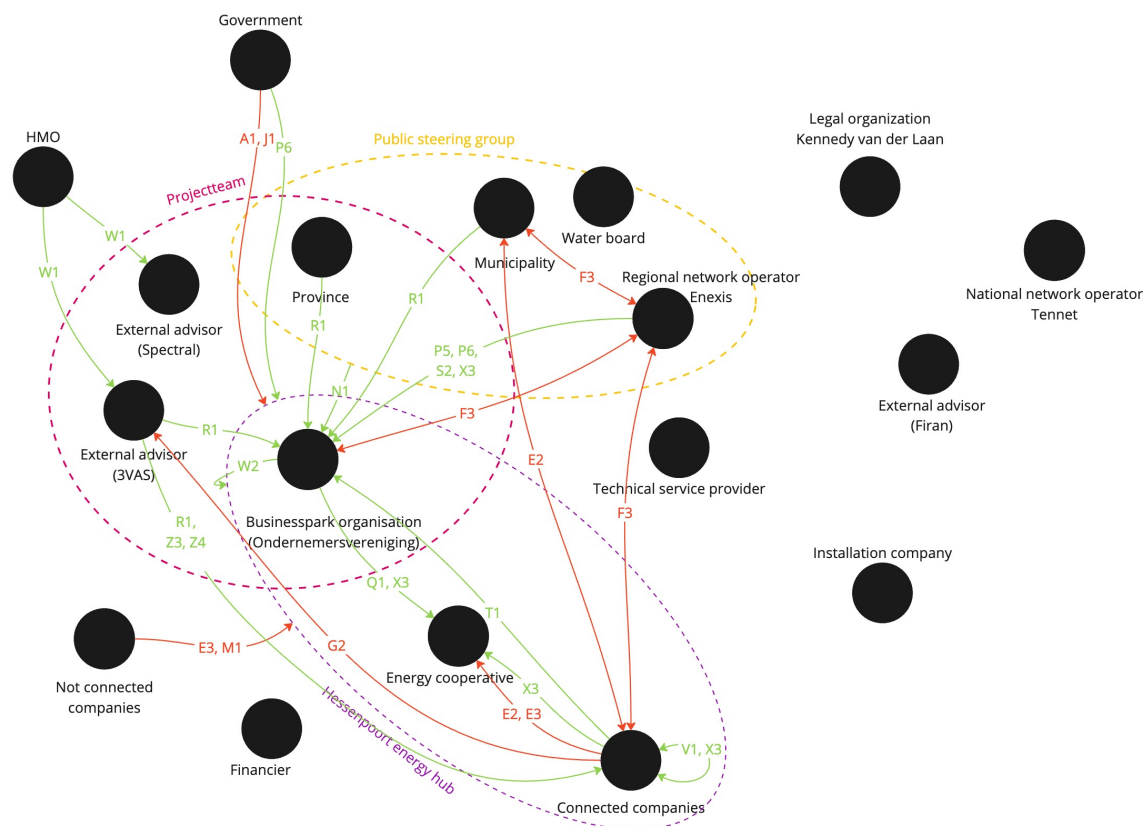 Government
HMO
A1, J1
P6
Public steering group
Legal organization
Kennedy van der Laan
Projectteam
W1
W1
Water board
Municipality
F3
Regional network operator
Enexis
Province
National network operator
Tennet
R1
R1
External advisor
(Spectral)
P5, P6,
S2, X3
N1
External advisor
(Firan)
F3
R1
External advisor
(3VAS)
W2
E2
Technical service provider
F3
R1,
Z3, Z4
Businesspark organisation
(Ondernemersvereniging)
Installation company
Q1, X3
T1
E3, M1
G2
Energy cooperative
Not connected
companies
X3
E2, E3
Hessenpoort energy hub
V1, X3
Financier
Connected companies